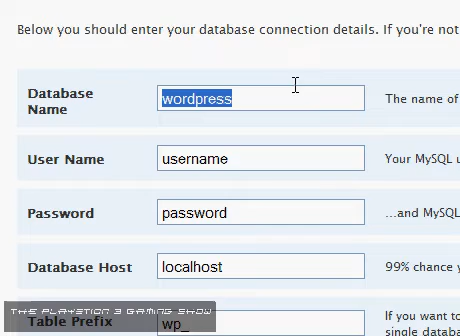 Below you should enter your database connection details. If you're not
Database Name
wordpress
The name of
User Name
username
Your MySQL u
Password
password
...and MySQL
Database Host
localhost
99% chance y
Table Prefix
wp_
If you want to
single databa
THE PLAYSTATION 3 GAMING SHOW